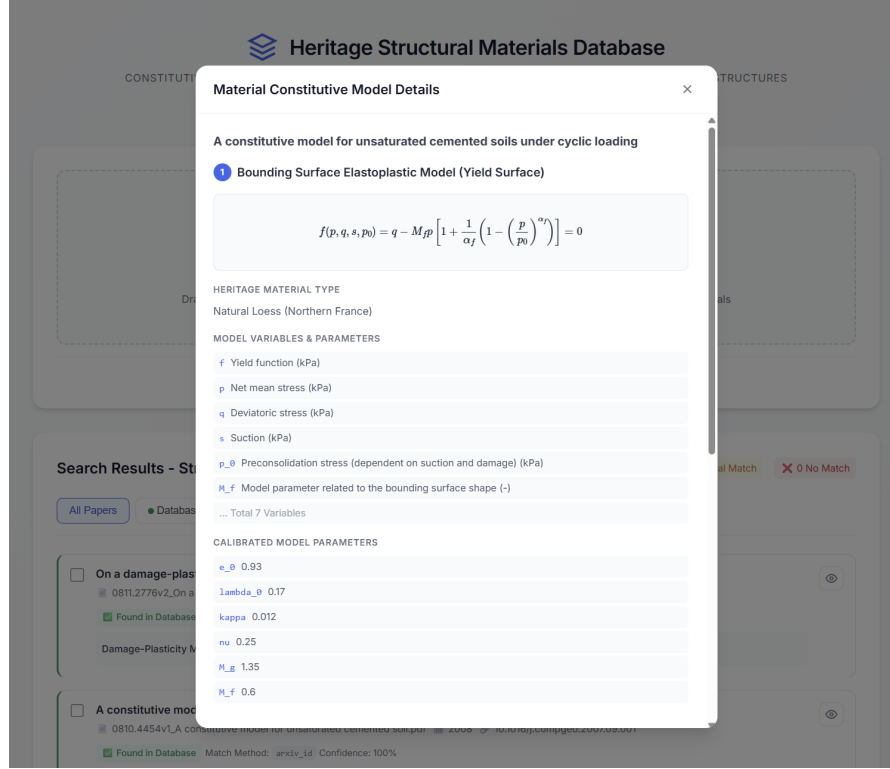 Heritage Structural Materials Database
CONSTITUTI
TRUCTURES
Material Constitutive Model Details
×
A constitutive model for unsaturated cemented soils under cyclic loading
1 Bounding Surface Elastoplastic Model (Yield Surface)
f(p, q, s, p₀) = q − M_f p [1 + 1/α_f (1 − (p/p₀)^α_f)] = 0
HERITAGE MATERIAL TYPE
Natural Loess (Northern France)
MODEL VARIABLES & PARAMETERS
f Yield function (kPa)
p Net mean stress (kPa)
q Deviatoric stress (kPa)
s Suction (kPa)
p_0 Preconsolidation stress (dependent on suction and damage) (kPa)
M_f Model parameter related to the bounding surface shape (-)
... Total 7 Variables
CALIBRATED MODEL PARAMETERS
e_0 0.93
lambda_0 0.17
kappa 0.012
nu 0.25
M_g 1.35
M_f 0.6
Dra
als
Search Results - St
al Match
❌ 0 No Match
All Papers
● Databas
On a damage-plas
0811.2776v2_On a
✅ Found in Database
Damage-Plasticity M
A constitutive mod
0810.4454v1_A constitutive model for unsaturated cemented soil.pdf 2008 10.1016/j.compgeo.2007.09.001
✅ Found in Database Match Method: arxiv_id Confidence: 100%